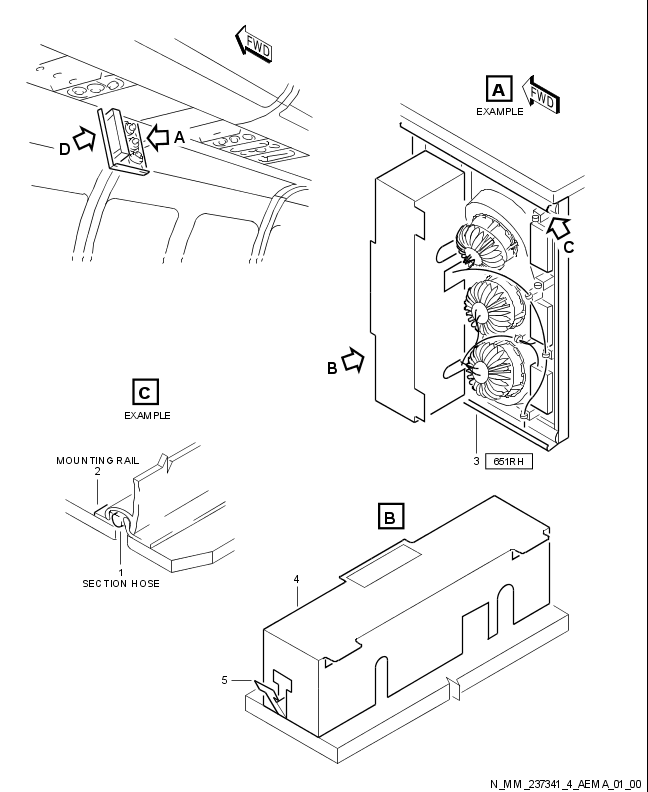 FWD
D
A
A
EXAMPLE
FWD
C
B
3
651RH
C
EXAMPLE
MOUNTING RAIL
2
1
SECTION HOSE
B
4
5
N_MM_237341_4_AEMA_01_00